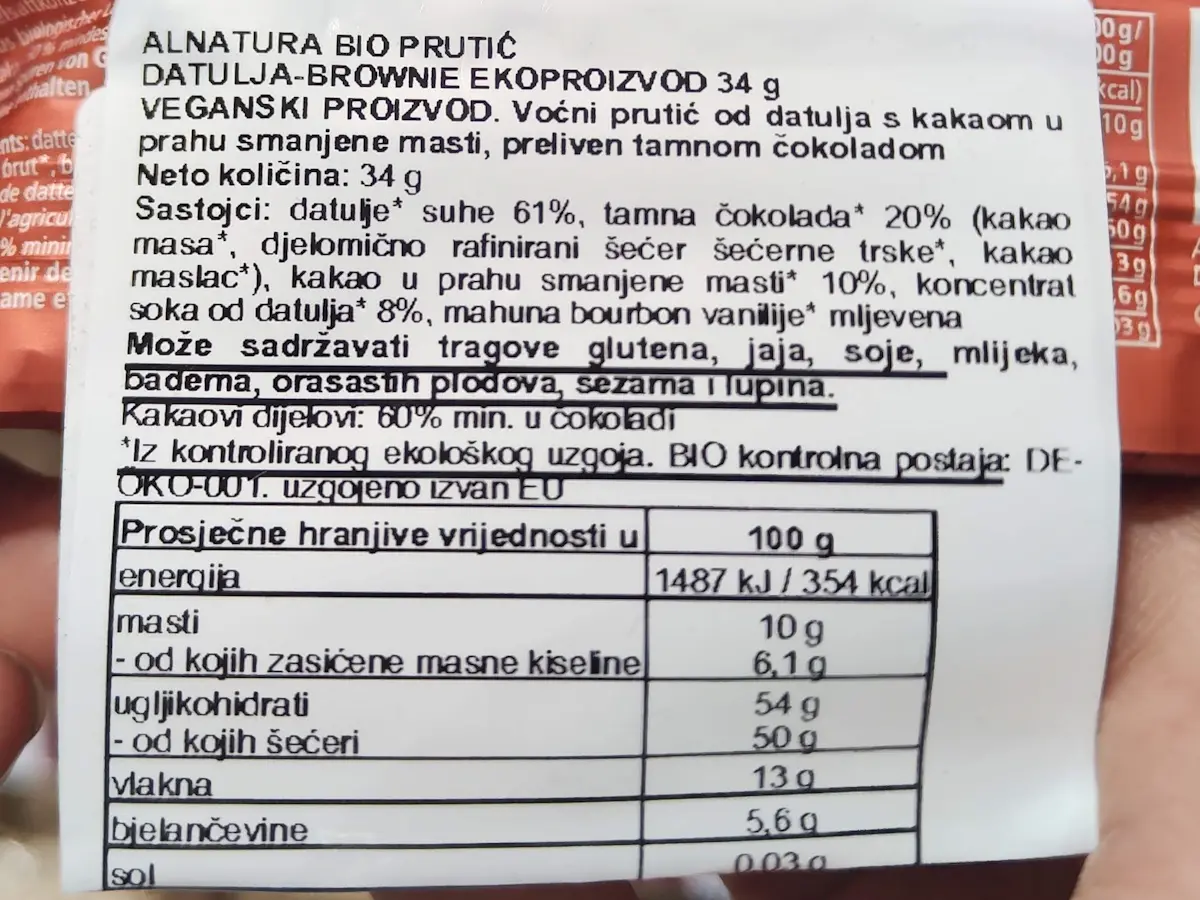 ALNATURA BIO PRUTIĆ
DATULJA-BROWNIE EKOPROIZVOD 34 g
VEGANSKI PROIZVOD. Voćni prutić od datulja s kakaom u
prahu smanjene masti, preliven tamnom čokoladom
Neto količina: 34 g
Sastojci: datulje* suhe 61%, tamna čokolada* 20% (kakao
masa*, djelomično rafinirani šećer šećerne trske*, kakao
maslac*), kakao u prahu smanjene masti* 10%, koncentrat
soka od datulja* 8%, mahuna bourbon vanilije* mljevena
Može sadržavati tragove glutena, jaja, soje, mlijeka,
badema, orašastih plodova, sezama i lupina.
Kakaovi dijelovi: 60% min. u čokoladi
*Iz kontroliranog ekološkog uzgoja. BIO kontrolna postaja: DE-
ÖKO-001. uzgojeno izvan EU
Prosječne hranjive vrijednosti u 100 g
energija 1487 kJ / 354 kcal
masti 10 g
- od kojih zasićene masne kiseline 6,1 g
ugljikohidrati 54 g
- od kojih šećeri 50 g
vlakna 13 g
bjelančevine 5,6 g
sol 0,03 g